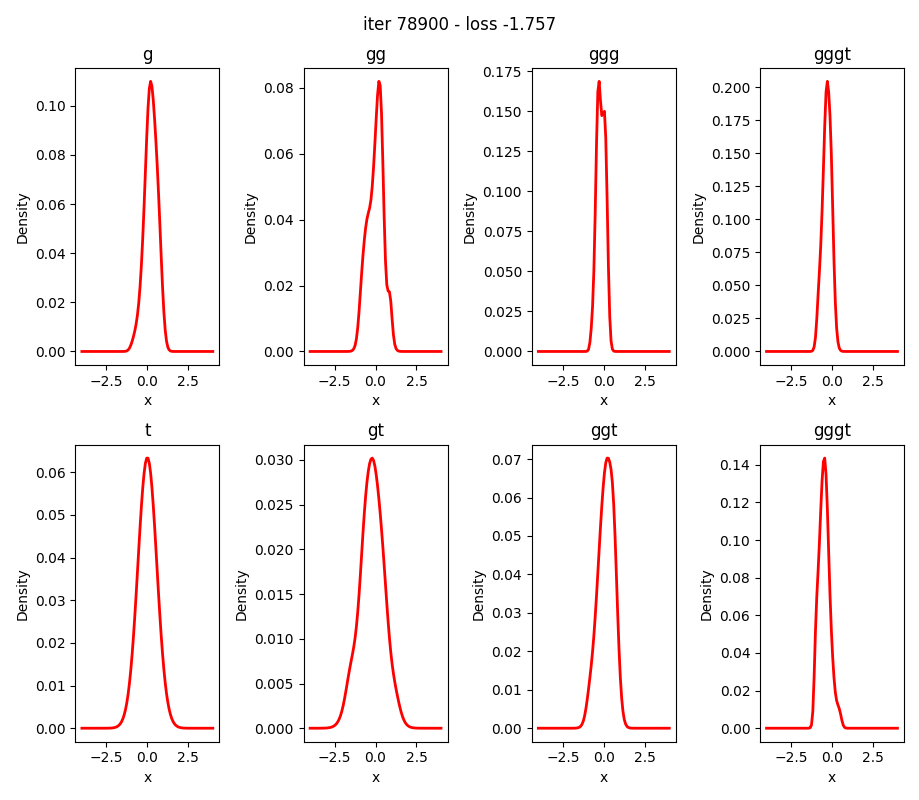 iter 78900 - loss -1.757
g gg ggg gggt
0.10 0.08 0.06 0.04 0.02 0.00
Density
−2.5 0.0 2.5
x
0.08 0.06 0.04 0.02 0.00
Density
−2.5 0.0 2.5
x
0.175 0.150 0.125 0.100 0.075 0.050 0.025 0.000
Density
−2.5 0.0 2.5
x
0.200 0.175 0.150 0.125 0.100 0.075 0.050 0.025 0.000
Density
−2.5 0.0 2.5
x
t gt ggt gggt
0.06 0.05 0.04 0.03 0.02 0.01 0.00
Density
−2.5 0.0 2.5
x
0.030 0.025 0.020 0.015 0.010 0.005 0.000
Density
−2.5 0.0 2.5
x
0.07 0.06 0.05 0.04 0.03 0.02 0.01 0.00
Density
−2.5 0.0 2.5
x
0.14 0.12 0.10 0.08 0.06 0.04 0.02 0.00
Density
−2.5 0.0 2.5
x